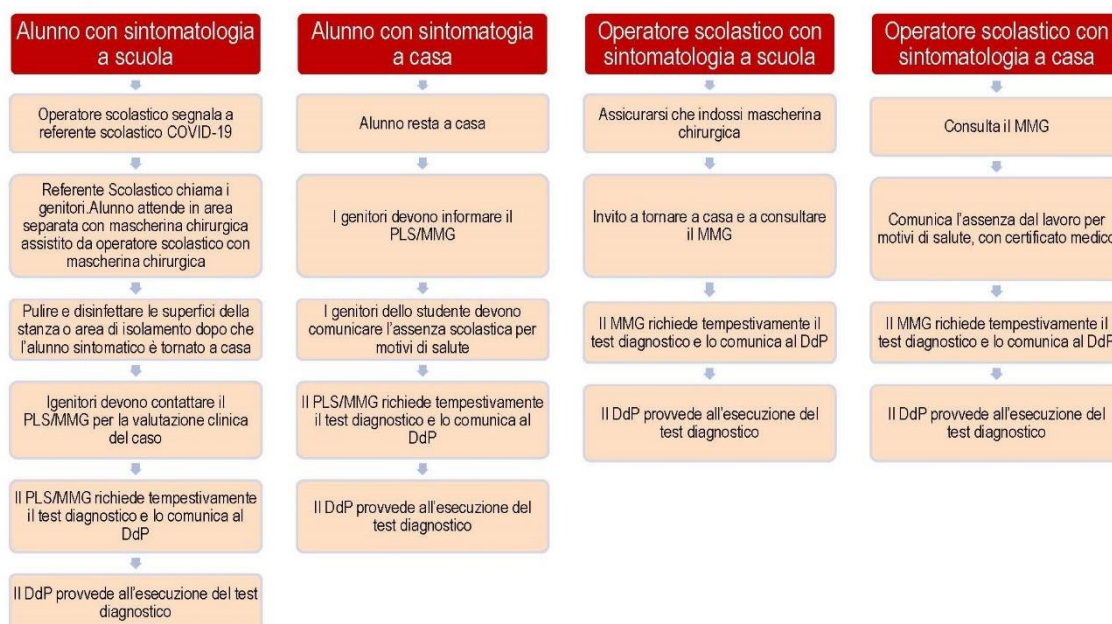 Alunno con sintomatologia
a scuola
Operatore scolastico segnala a
referente scolastico COVID-19
Referente Scolastico chiama i
genitori.Alunno attende in area
separata con mascherina chirurgica
assistito da operatore scolastico con
mascherina chirurgica
Pulire e disinfettare le superfici della
stanza o area di isolamento dopo che
l'alunno sintomatico è tornato a casa
Igenitori devono contattare il
PLS/MMG per la valutazione clinica
del caso
Il PLS/MMG richiede tempestivamente
il test diagnostico e lo comunica al
DdP
Il DdP provvede all'esecuzione del test
diagnostico
Alunno con sintomatogia
a casa
Alunno resta a casa
I genitori devono informare il
PLS/MMG
I genitori dello studente devono
comunicare l'assenza scolastica per
motivi di salute
Il PLS/MMG richiede tempestivamente
il test diagnostico e lo comunica al
DdP
Il DdP provvede all'esecuzione del
test diagnostico
Operatore scolastico con
sintomatologia a scuola
Assicurarsi che indossi mascherina
chirurgica
Invito a tornare a casa e a consultare
il MMG
Il MMG richiede tempestivamente il
test diagnostico e lo comunica al DdP
Il DdP provvede all'esecuzione del
test diagnostico
Operatore scolastico con
sintomatologia a casa
Consulta il MMG
Comunica l'assenza dal lavoro per
motivi di salute, con certificato medico
Il MMG richiede tempestivamente il
test diagnostico e lo comunica al DdP
Il DdP provvede all'esecuzione del
test diagnostico